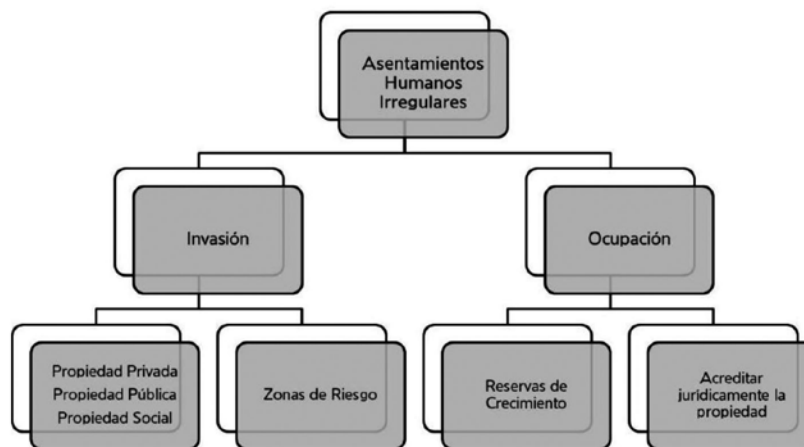 Asentamientos
Humanos
Irregulares
Invasión
Ocupación
Propiedad Privada
Propiedad Pública
Propiedad Social
Zonas de Riesgo
Reservas de
Crecimiento
Acreditar
juridicamente la
propiedad